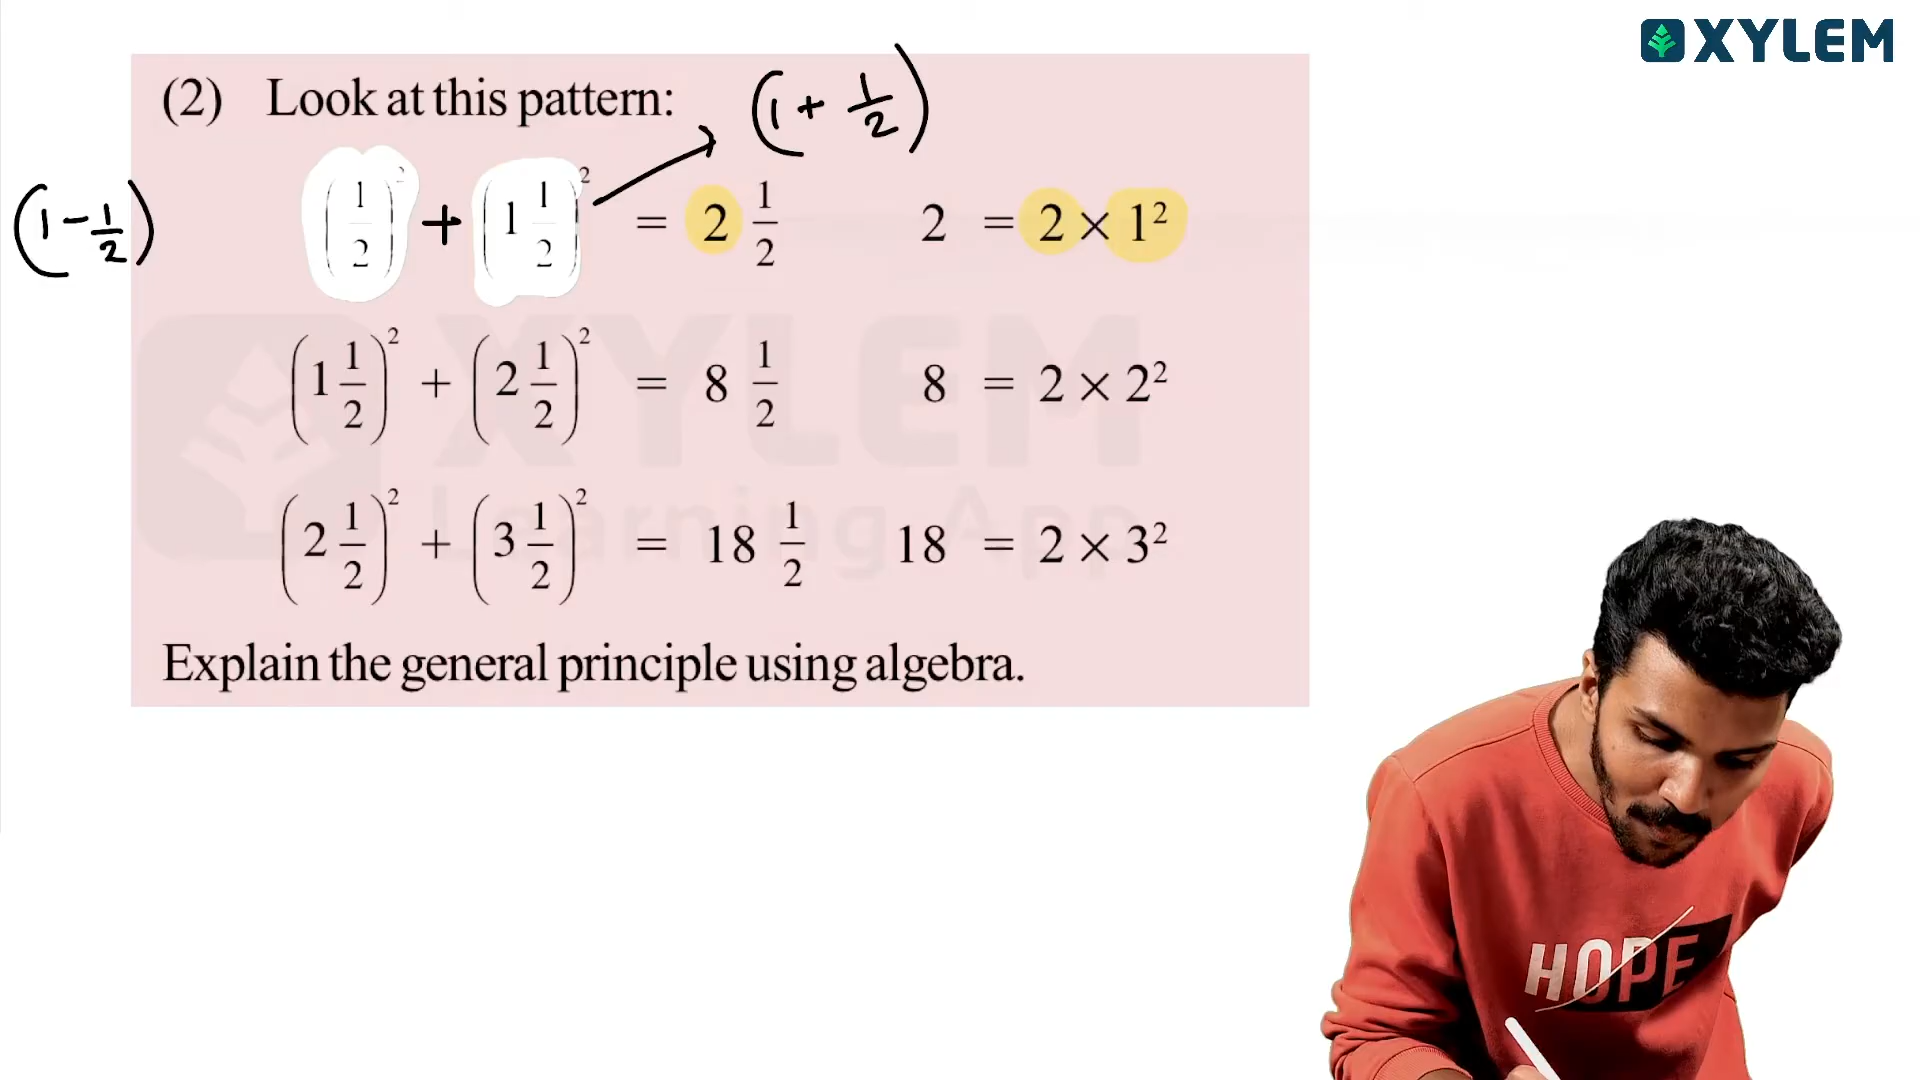 XYLEM
(2) Look at this pattern: (1 + 1/2)
(1 - 1/2) (1/2)² + (1 1/2)² = 2 1/2 2 = 2 × 1²
(1 1/2)² + (2 1/2)² = 8 1/2 8 = 2 × 2²
(2 1/2)² + (3 1/2)² = 18 1/2 18 = 2 × 3²
Explain the general principle using algebra.
XYLEM
Learning App
HOPE